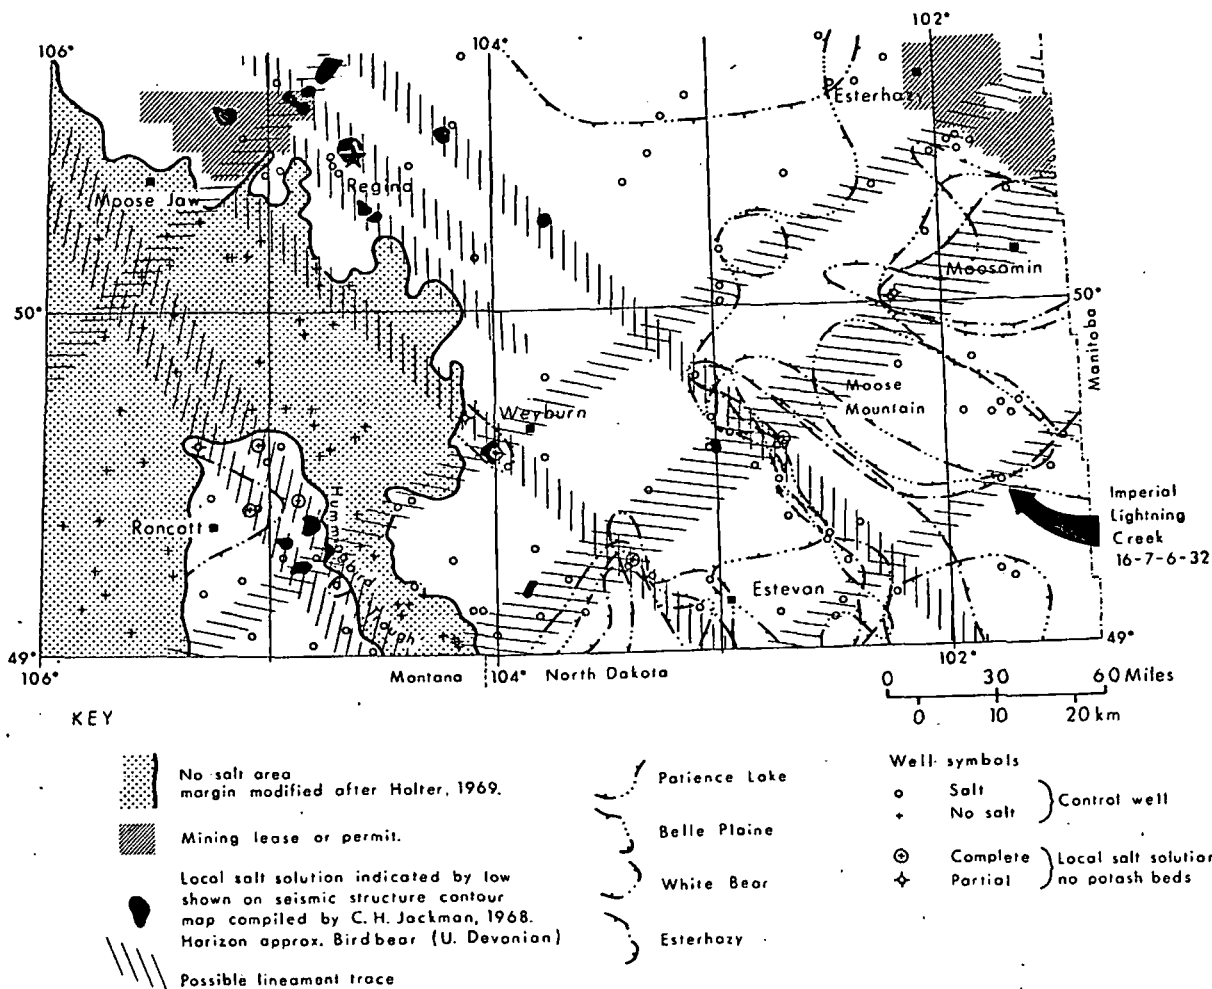 102°
106°
104°
Esterhazy
Regina
Moose Jaw
Moosomin
50°
50°
Manitoba
Moose
Mountain
Weyburn
Roncott
Hummingbird Trough
Imperial
Lightning
Creek
16-7-6-32
Estevan
49°
49°
106°
Montana
104°
North Dakota
102°
0 30 60 Miles
0 10 20 km
KEY
No salt area
margin modified after Holter, 1969.
Mining lease or permit.
Local salt solution indicated by low
shown on seismic structure contour
map compiled by C. H. Jackman, 1968.
Horizon approx. Birdbear (U. Devonian)
Possible lineament trace
Patience Lake
Belle Plaine
White Bear
Esterhazy
Well symbols
Salt
No salt
Control well
Complete
Partial
Local salt solution
no potash beds